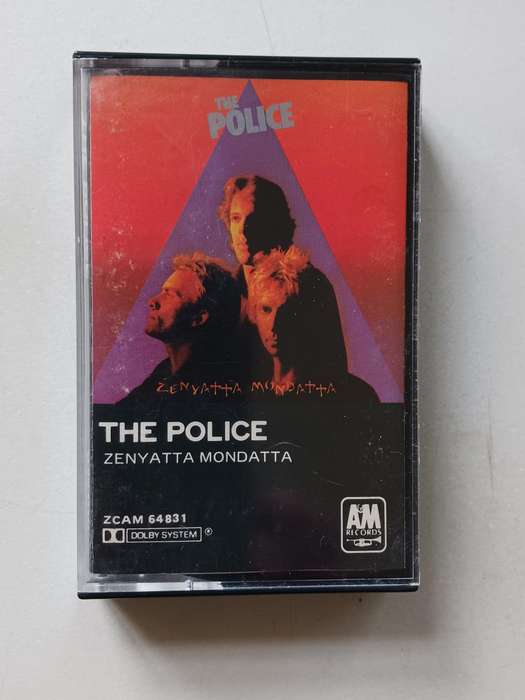 THE
POLICE
ZENYATTA MONDATTA
THE POLICE
ZENYATTA MONDATTA
ZCAM 64831
DOLBY SYSTEM ®
A&M
RECORDS